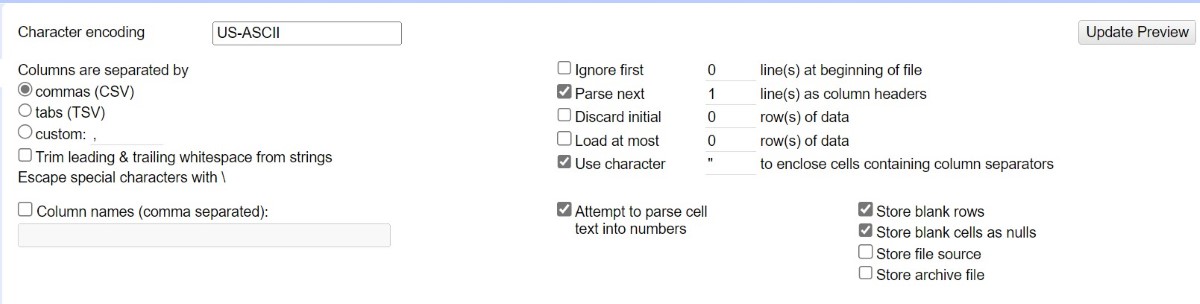 Character encoding US-ASCII Update Preview
Columns are separated by
commas (CSV)
tabs (TSV)
custom: ,
Trim leading & trailing whitespace from strings
Escape special characters with \
Column names (comma separated):
Ignore first 0 line(s) at beginning of file
Parse next 1 line(s) as column headers
Discard initial 0 row(s) of data
Load at most 0 row(s) of data
Use character " to enclose cells containing column separators
Attempt to parse cell
text into numbers
Store blank rows
Store blank cells as nulls
Store file source
Store archive file